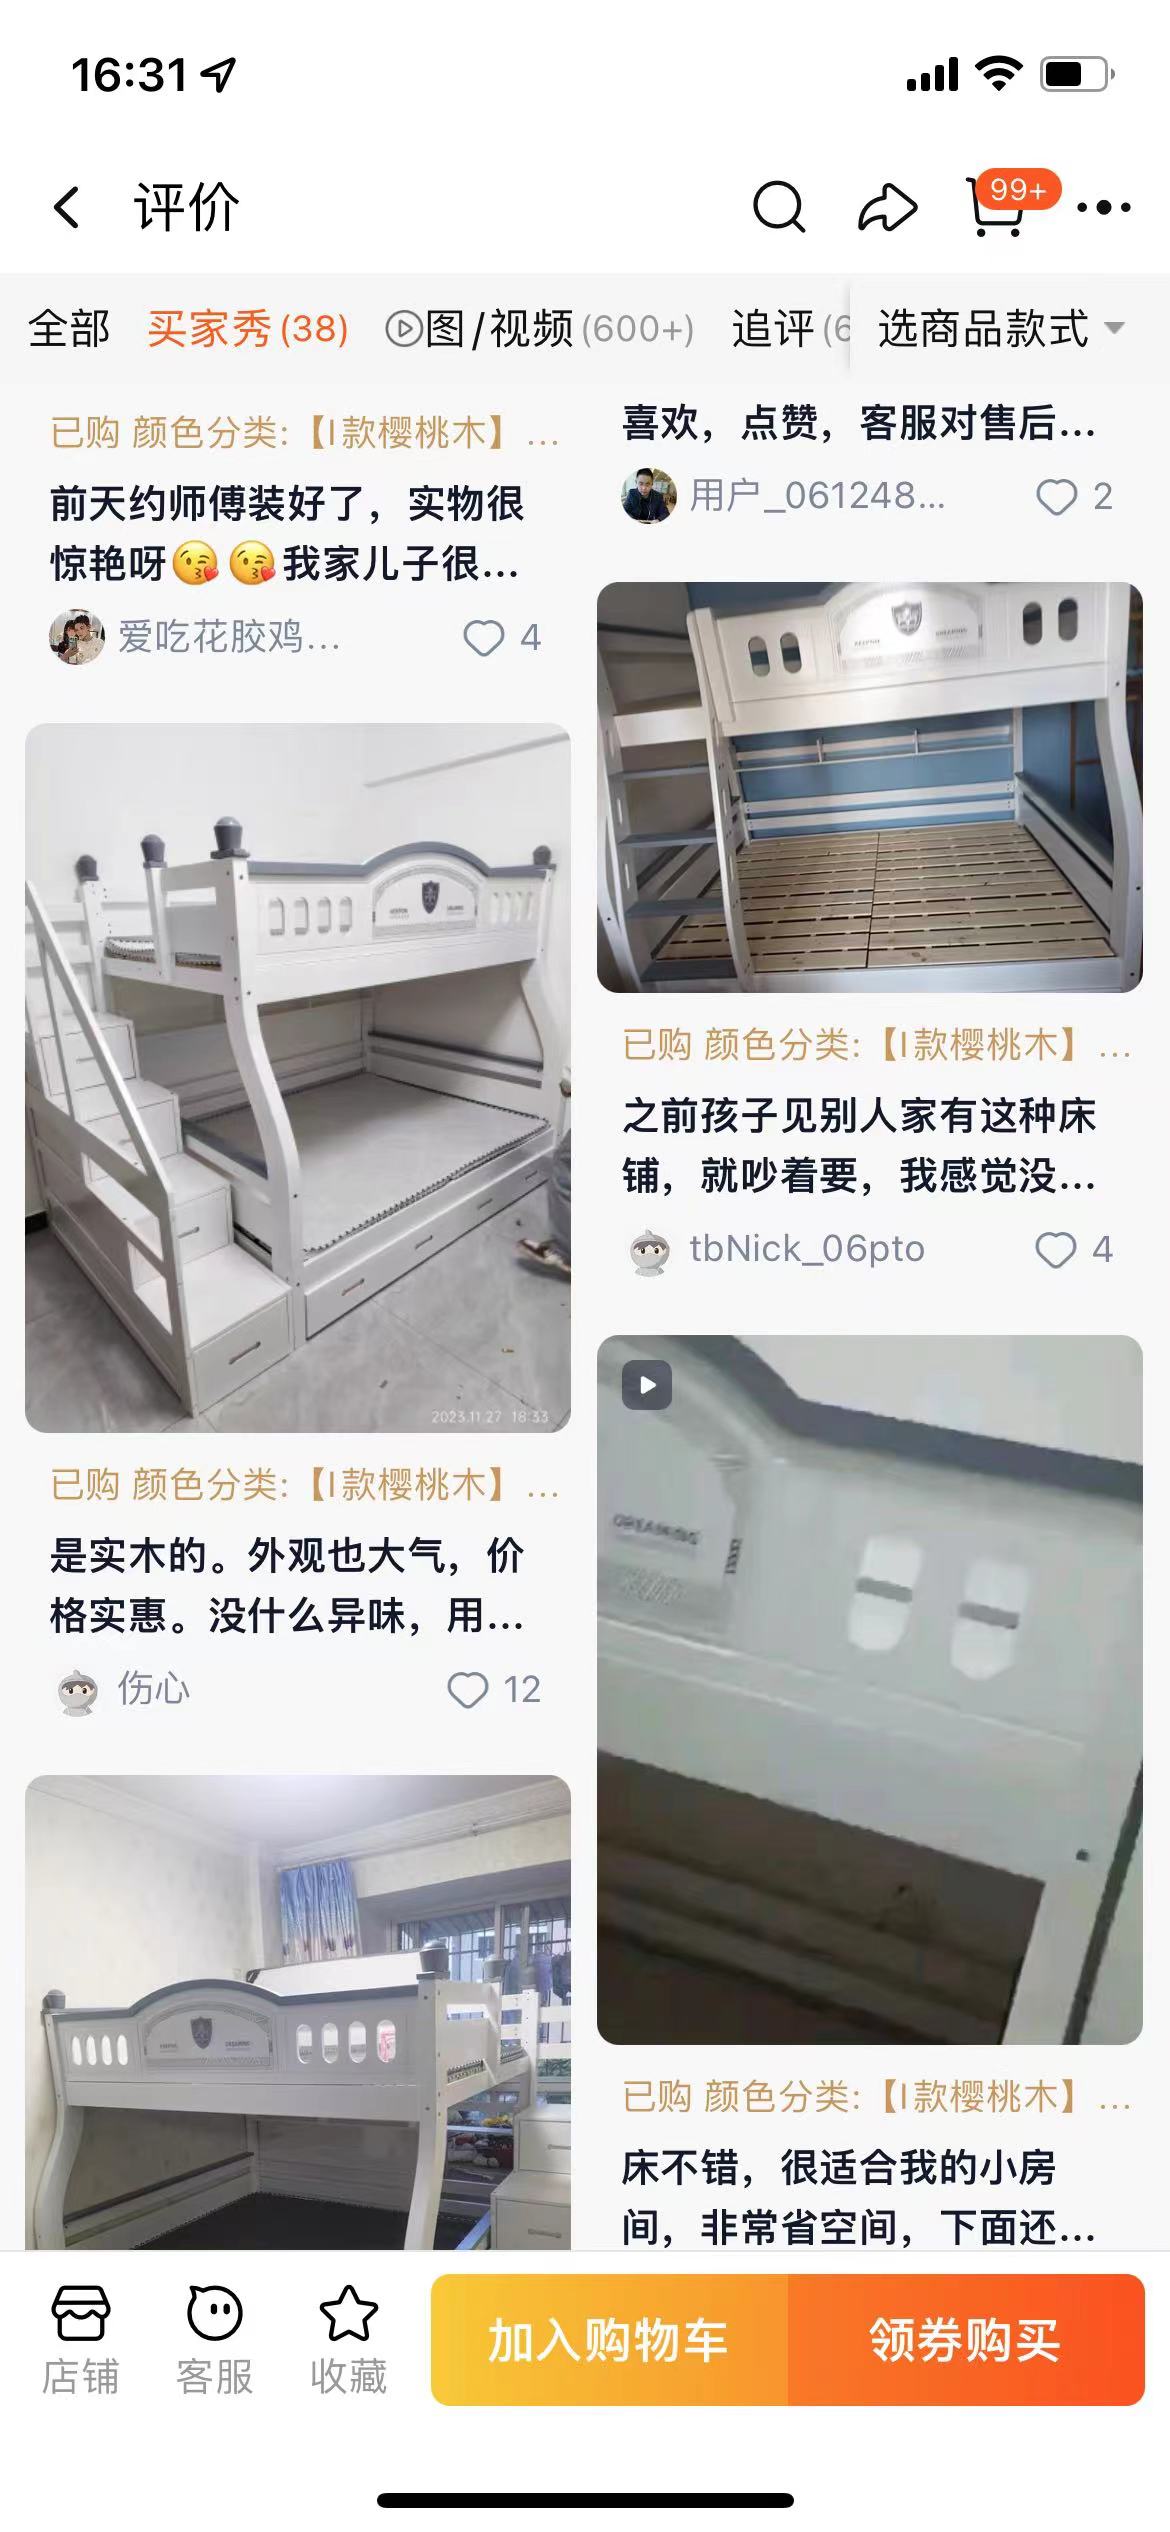 16:31
评价
99+
全部
买家秀(38)
图/视频(600+)
追评(6
选商品款式
已购 颜色分类:【I款樱桃木】...
前天约师傅装好了，实物很
惊艳呀😘😘我家儿子很...
爱吃花胶鸡...
4
2023.11.27 18:33
已购 颜色分类:【I款樱桃木】...
是实木的。外观也大气，价
格实惠。没什么异味，用...
伤心
12
喜欢，点赞，客服对售后...
用户_061248...
2
已购 颜色分类:【I款樱桃木】...
之前孩子见别人家有这种床
铺，就吵着要，我感觉没...
tbNick_06pto
4
DREAMING
已购 颜色分类:【I款樱桃木】...
床不错，很适合我的小房
间，非常省空间，下面还...
店铺
客服
收藏
加入购物车
领券购买